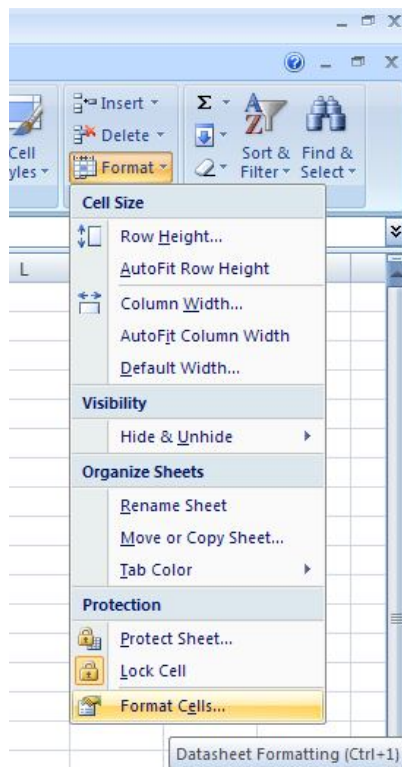 Insert
Delete
Format
Cell
yles
Σ
Sort &
Filter
Find &
Select
Cell Size
Row Height...
AutoFit Row Height
Column Width...
AutoFit Column Width
Default Width...
Visibility
Hide & Unhide
Organize Sheets
Rename Sheet
Move or Copy Sheet...
Tab Color
Protection
Protect Sheet...
Lock Cell
Format Cells...
Datasheet Formatting (Ctrl+1)
L